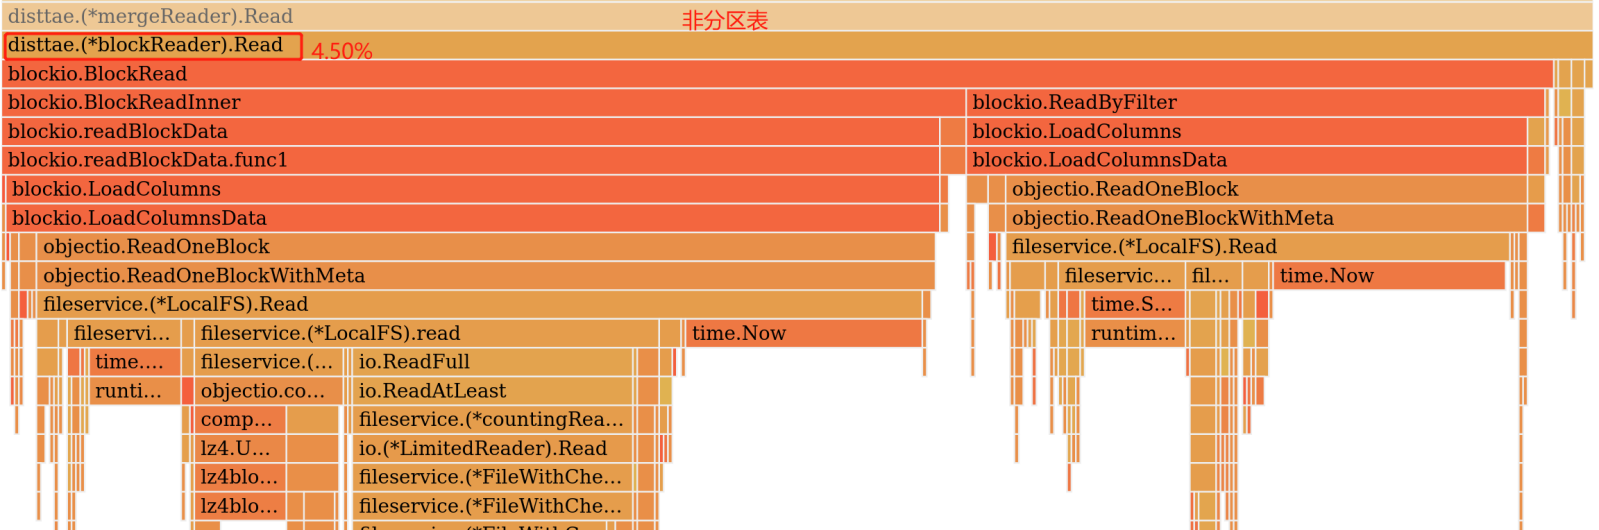 disttae.(*mergeReader).Read 非分区表
disttae.(*blockReader).Read 4.50%
blockio.BlockRead
blockio.BlockReadInner blockio.ReadByFilter
blockio.readBlockData blockio.LoadColumns
blockio.readBlockData.func1 blockio.LoadColumnsData
blockio.LoadColumns objectio.ReadOneBlock
blockio.LoadColumnsData objectio.ReadOneBlockWithMeta
objectio.ReadOneBlock fileservice.(*LocalFS).Read
objectio.ReadOneBlockWithMeta fileservic... fil... time.Now
fileservice.(*LocalFS).Read time.S...
fileservi... fileservice.(*LocalFS).read time.Now runtim...
time.... fileservice.(... io.ReadFull
runti... objectio.co... io.ReadAtLeast
comp... fileservice.(*countingRea...
lz4.U... io.(*LimitedReader).Read
lz4blo... fileservice.(*FileWithChe...
lz4blo... fileservice.(*FileWithChe...